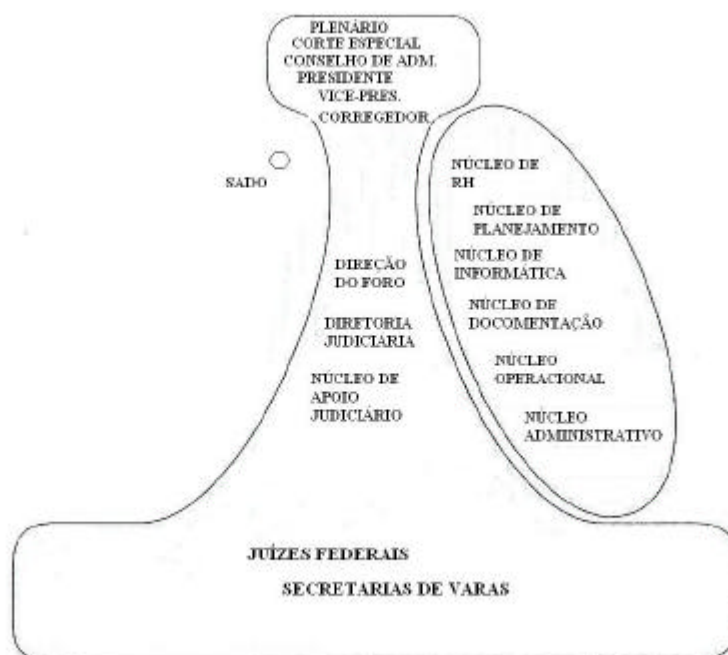 PLENÁRIO
CORTE ESPECIAL
CONSELHO DE ADM.
PRESIDENTE
VICE-PRES.
CORREGEDOR
SADO
DIREÇÃO
DO FORO
DIRETORIA
JUDICIARIA
NÚCLEO DE
APOIO
JUDICIÁRIO
NÚCLEO DE
RH
NÚCLEO DE
PLANEJAMENTO
NÚCLEO DE
INFORMÁTICA
NÚCLEO DE
DOCOMENTAÇÃO
NÚCLEO
OPERACIONAL
NÚCLEO
ADMINISTRATIVO
JUÍZES FEDERAIS
SECRETARIAS DE VARAS